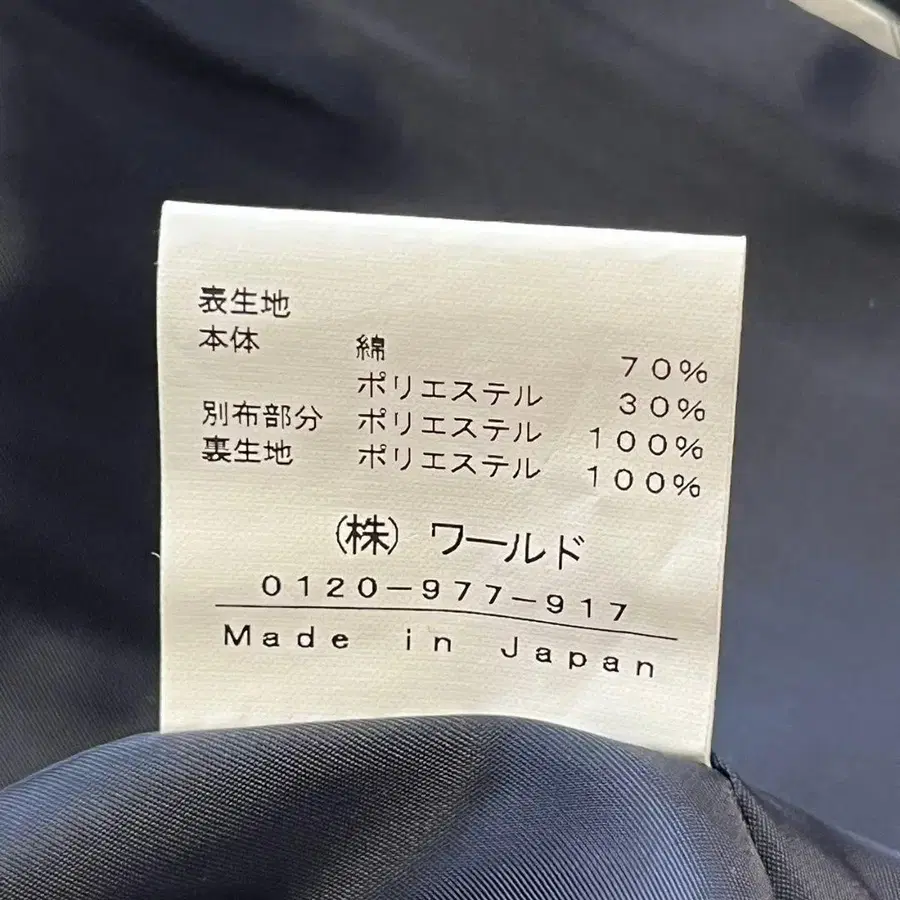 表生地
本体 綿 70%
ポリエステル 30%
別布部分 ポリエステル 100%
裏生地 ポリエステル 100%
(株) ワールド
0120-977-917
Made in Japan